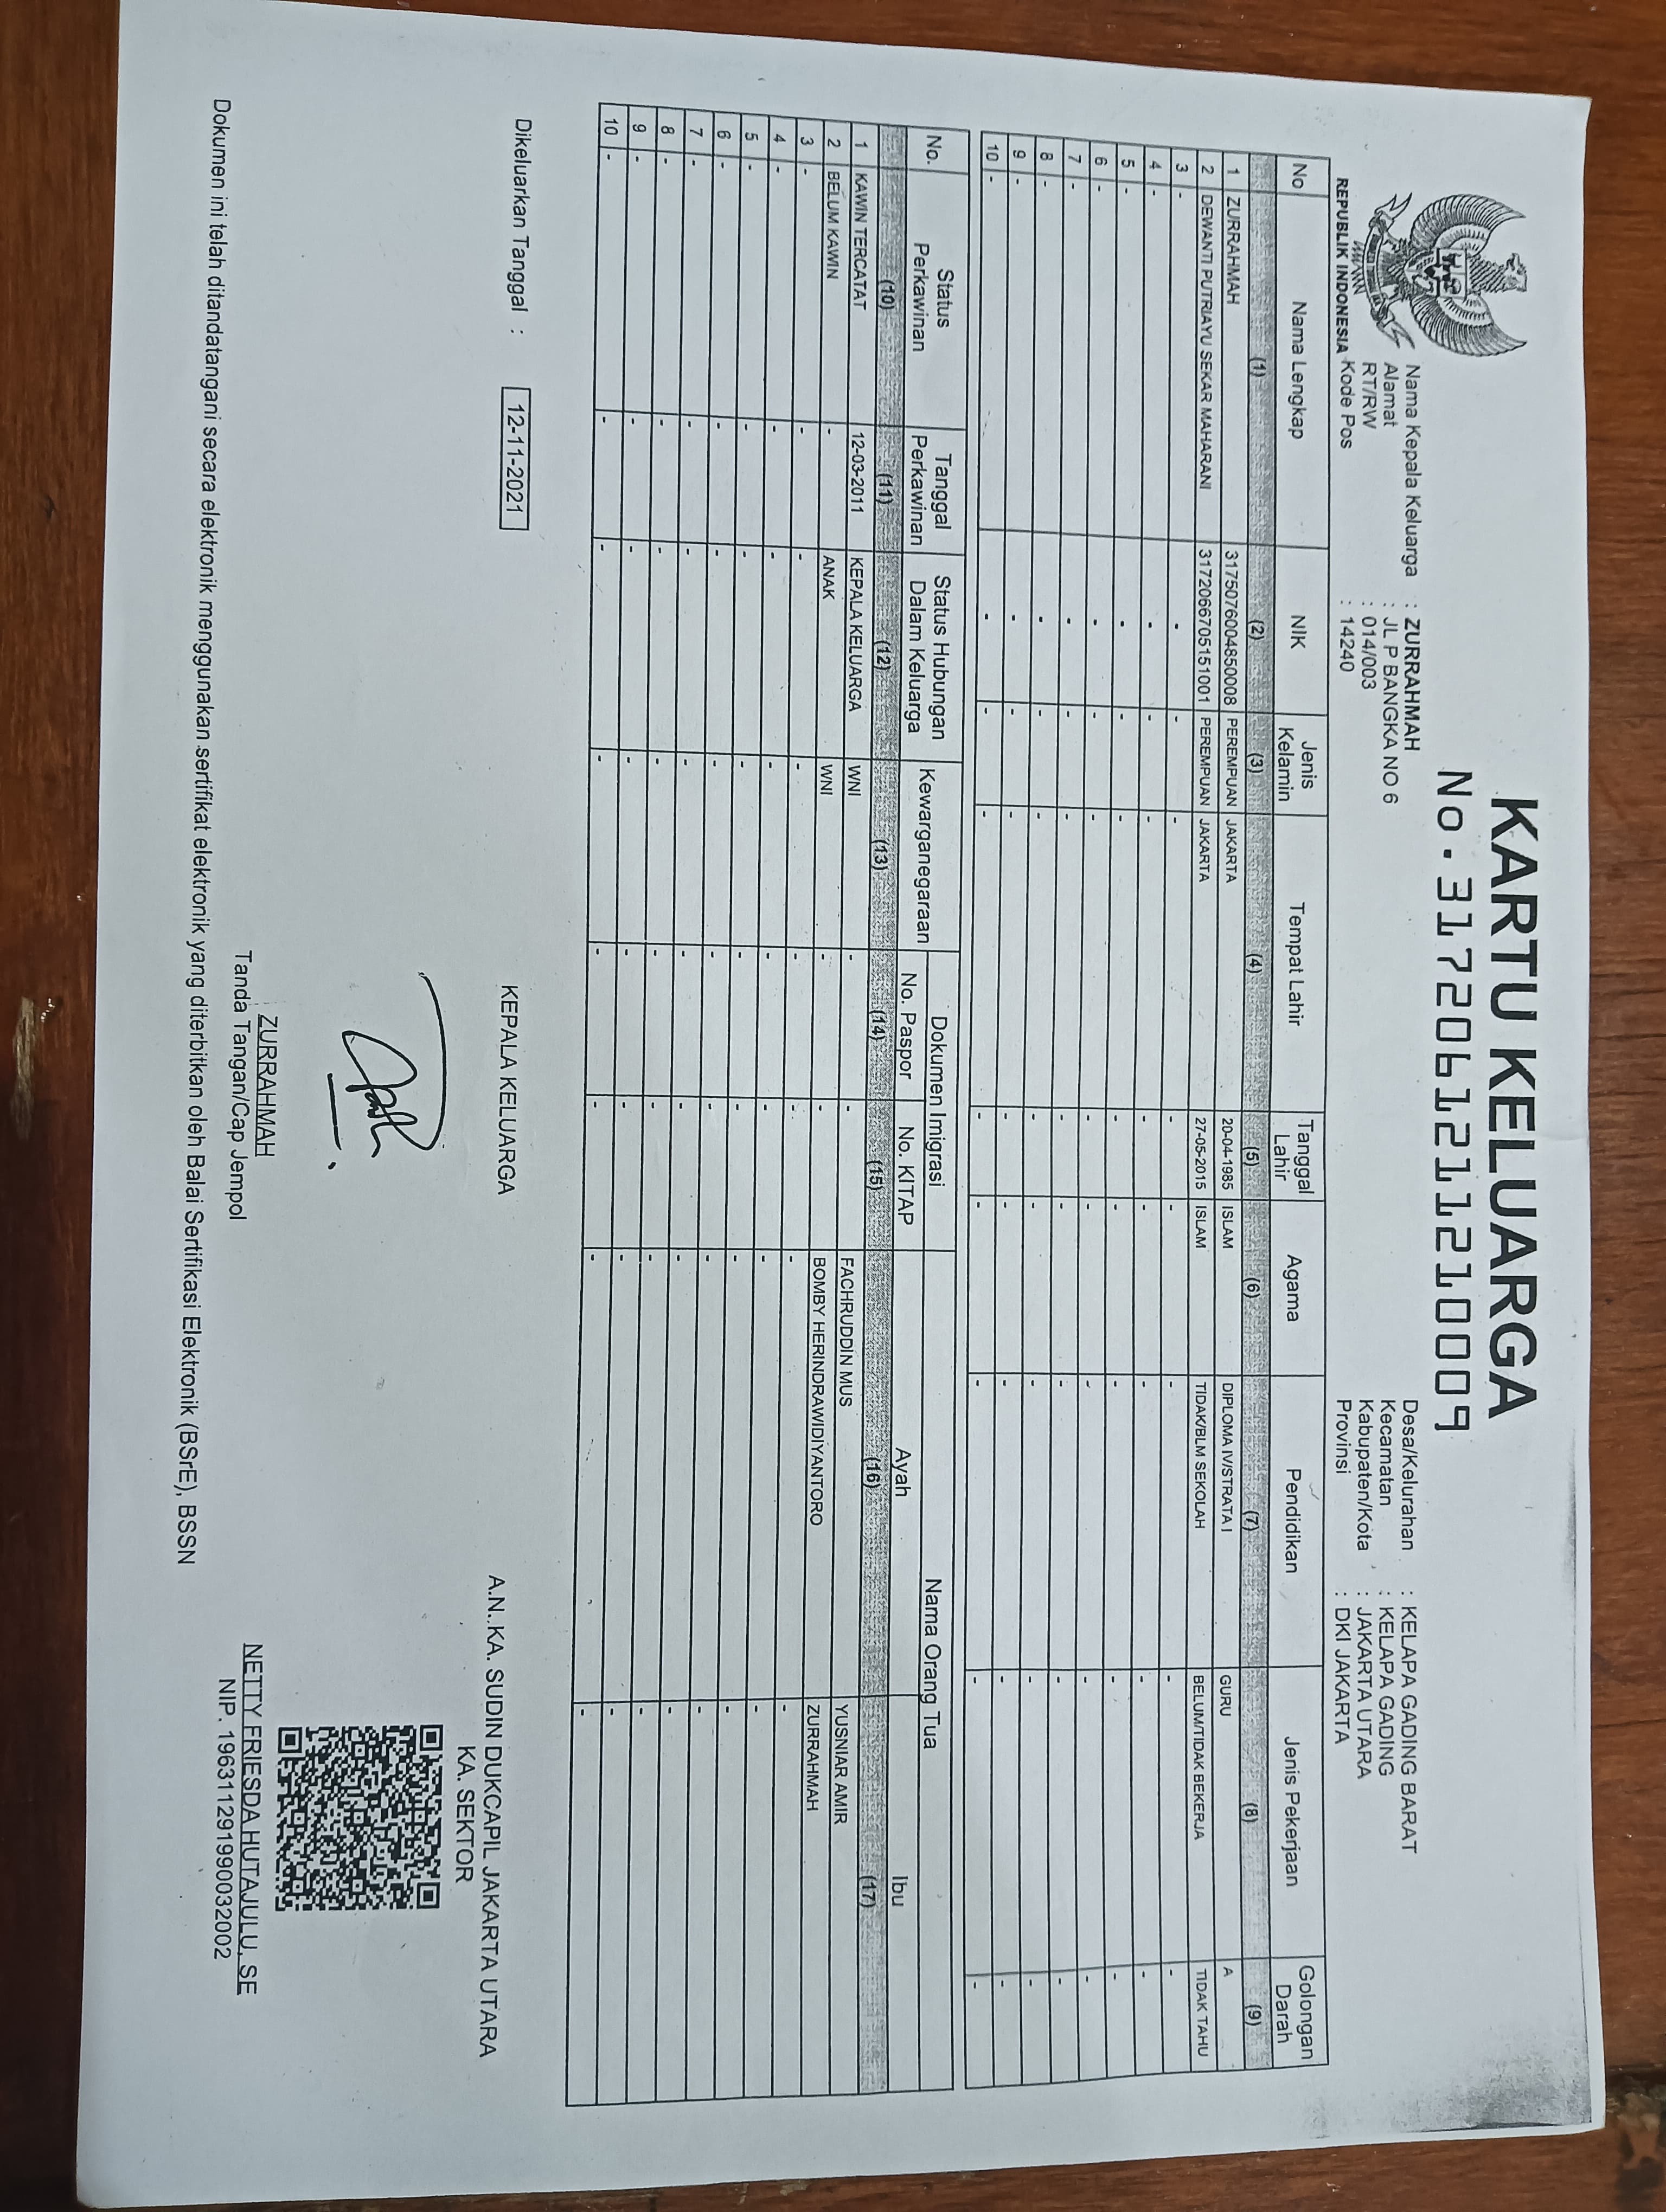 KARTU KELUARGA
No. 3172061211210009
REPUBLIK INDONESIA
Nama Kepala Keluarga : ZURRAHMAH
Alamat : JL P BANGKA NO 6
RT/RW : 014/003
Kode Pos : 14240
Desa/Kelurahan : KELAPA GADING BARAT
Kecamatan : KELAPA GADING
Kabupaten/Kota : JAKARTA UTARA
Provinsi : DKI JAKARTA
No Nama Lengkap NIK Jenis Kelamin Tempat Lahir Tanggal Lahir Agama Pendidikan Jenis Pekerjaan Golongan Darah
(1) (2) (3) (4) (5) (6) (7) (8) (9)
1 ZURRAHMAH 3175076004850008 PEREMPUAN JAKARTA 20-04-1985 ISLAM DIPLOMA IV/STRATA I GURU A
2 DEWANTI PUTRIAYU SEKAR MAHARANI 3172066705151001 PEREMPUAN JAKARTA 27-05-2015 ISLAM TIDAK/BLM SEKOLAH BELUM/TIDAK BEKERJA TIDAK TAHU
3 - - - - - - - - -
4 - - - - - - - - -
5 - - - - - - - - -
6 - - - - - - - - -
7 - - - - - - - - -
8 - - - - - - - - -
9 - - - - - - - - -
10 - - - - - - - - -
No. Status Perkawinan Tanggal Perkawinan Status Hubungan Dalam Keluarga Kewarganegaraan Dokumen Imigrasi Nama Orang Tua
No. Paspor No. KITAP Ayah Ibu
(10) (11) (12) (13) (14) (15) (16) (17)
1 KAWIN TERCATAT 12-03-2011 KEPALA KELUARGA WNI - - FACHRUDDIN MUS YUSNIAR AMIR
2 BELUM KAWIN - ANAK WNI - - BOMBY HERINDRAWIDIYANTORO ZURRAHMAH
3 - - - - - - - -
4 - - - - - - - -
5 - - - - - - - -
6 - - - - - - - -
7 - - - - - - - -
8 - - - - - - - -
9 - - - - - - - -
10 - - - - - - - -
Dikeluarkan Tanggal : 12-11-2021
KEPALA KELUARGA
ZURRAHMAH
Tanda Tangan/Cap Jempol
A.N. KA. SUDIN DUKCAPIL JAKARTA UTARA
KA. SEKTOR
NETTY FRIESDA HUTAJULU, SE
NIP. 196311291990032002
Dokumen ini telah ditandatangani secara elektronik menggunakan sertifikat elektronik yang diterbitkan oleh Balai Sertifikasi Elektronik (BSrE), BSSN